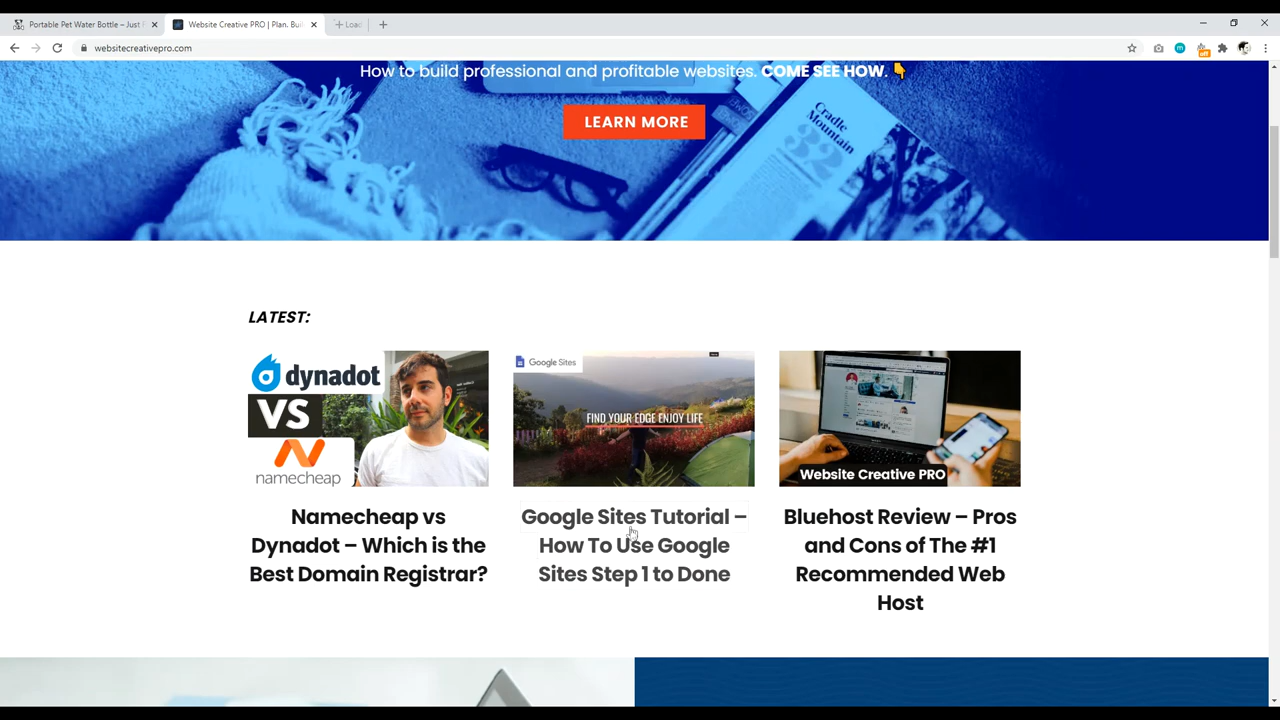 Portable Pet Water Bottle – Just F
Website Creative PRO | Plan. Buil
Load
websitecreativepro.com
off
How to build professional and profitable websites. COME SEE HOW. 👇
LEARN MORE
Cradle
Mountain
32
LATEST:
dynadot
VS
namecheap
Google Sites
FIND YOUR EDGE ENJOY LIFE
Website Creative PRO
Namecheap vs
Dynadot – Which is the
Best Domain Registrar?
Google Sites Tutorial –
How To Use Google
Sites Step 1 to Done
Bluehost Review – Pros
and Cons of The #1
Recommended Web
Host